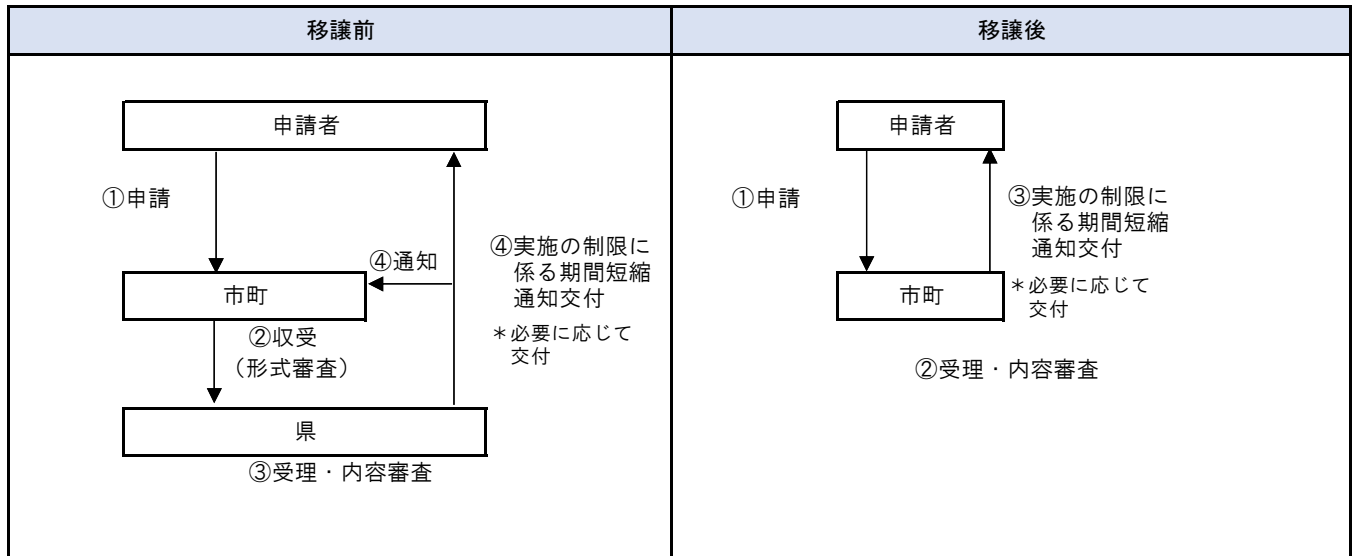 移譲前
申請者
①申請
④通知
市町
②収受
（形式審査）
④実施の制限に
係る期間短縮
通知交付
＊必要に応じて
交付
県
③受理・内容審査
移譲後
申請者
①申請
③実施の制限に
係る期間短縮
通知交付
＊必要に応じて
交付
市町
②受理・内容審査